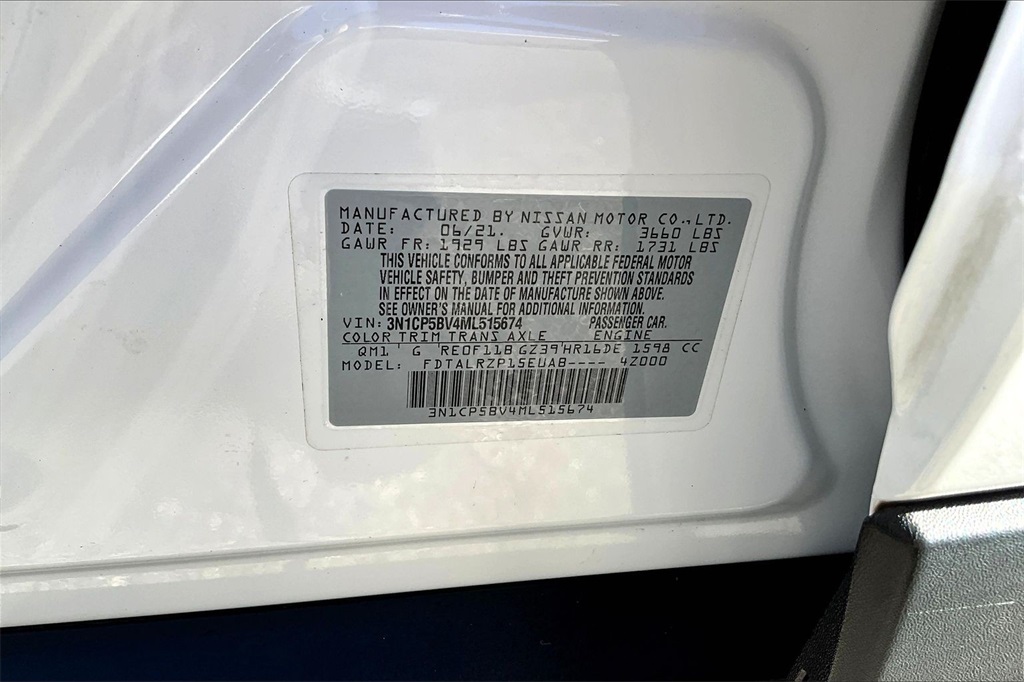 MANUFACTURED BY NISSAN MOTOR CO.,LTD.
DATE: 06/21. GVWR: 3660 LBS
GAWR FR: 1929 LBS GAWR RR: 1731 LBS
THIS VEHICLE CONFORMS TO ALL APPLICABLE FEDERAL MOTOR
VEHICLE SAFETY, BUMPER AND THEFT PREVENTION STANDARDS
IN EFFECT ON THE DATE OF MANUFACTURE SHOWN ABOVE.
SEE OWNER'S MANUAL FOR ADDITIONAL INFORMATION.
VIN: 3N1CP5BV4ML515674 PASSENGER CAR.
COLOR TRIM TRANS AXLE ENGINE
QM1 G RE0F11B GZ39 HR16DE 1598 CC
MODEL: FDTALRZP15EUAB---- 4Z000
3N1CP5BV4ML515674